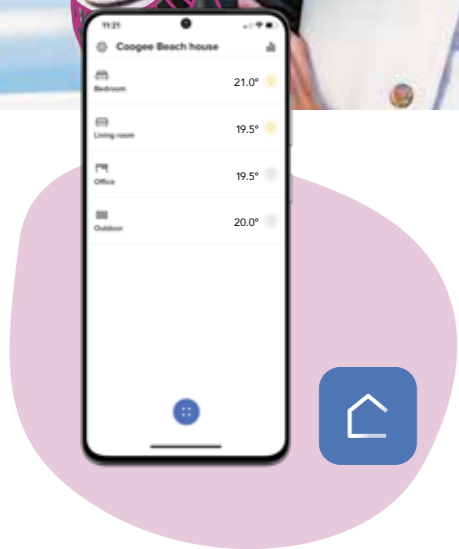 11:21
Coogee Beach house
Bedroom
21.0°
Living room
19.5°
Office
19.5°
Outdoor
20.0°